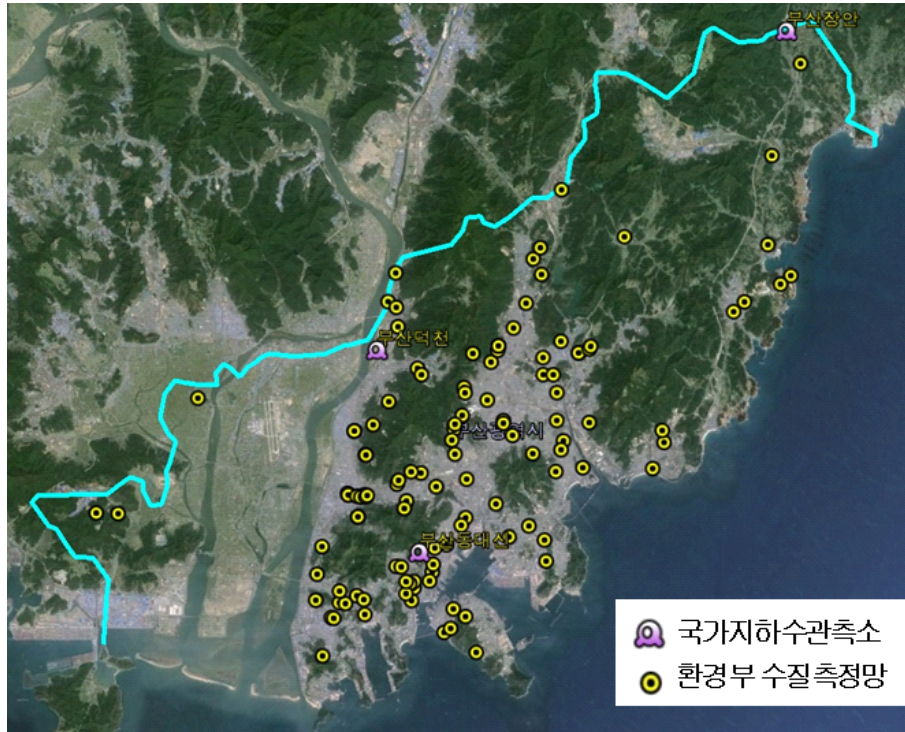 부산장안
부산덕천
부산광역시
부산동대신
국가지하수관측소
환경부 수질측정망